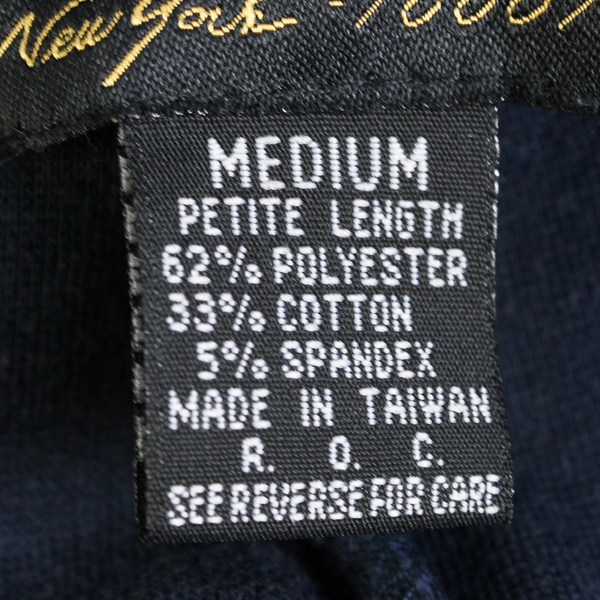 New York
MEDIUM
PETITE LENGTH
62% POLYESTER
33% COTTON
5% SPANDEX
MADE IN TAIWAN
R. O. C.
SEE REVERSE FOR CARE